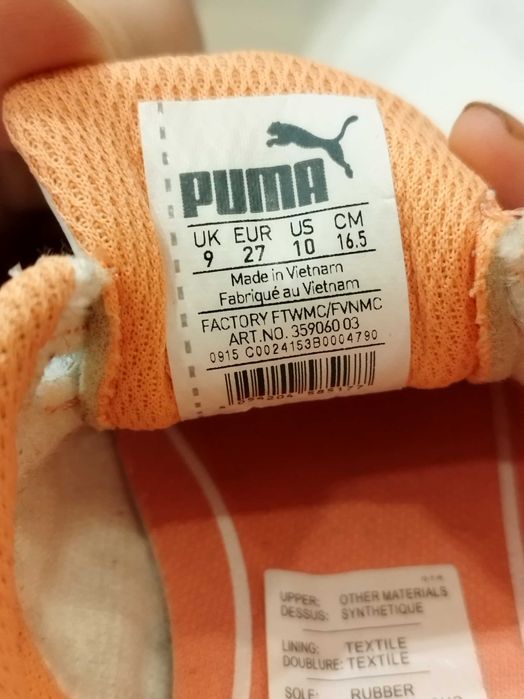 PUMA
UK EUR US CM
9 27 10 16.5
Made in Vietnam
Fabriqué au Vietnam
FACTORY FTWMC/FVNMC
ART.NO. 359060 03
0915 C0024153B0004790
UPPER: OTHER MATERIALS
DESSUS: SYNTHETIQUE
LINING: TEXTILE
DOUBLURE: TEXTILE
SOLE: RUBBER